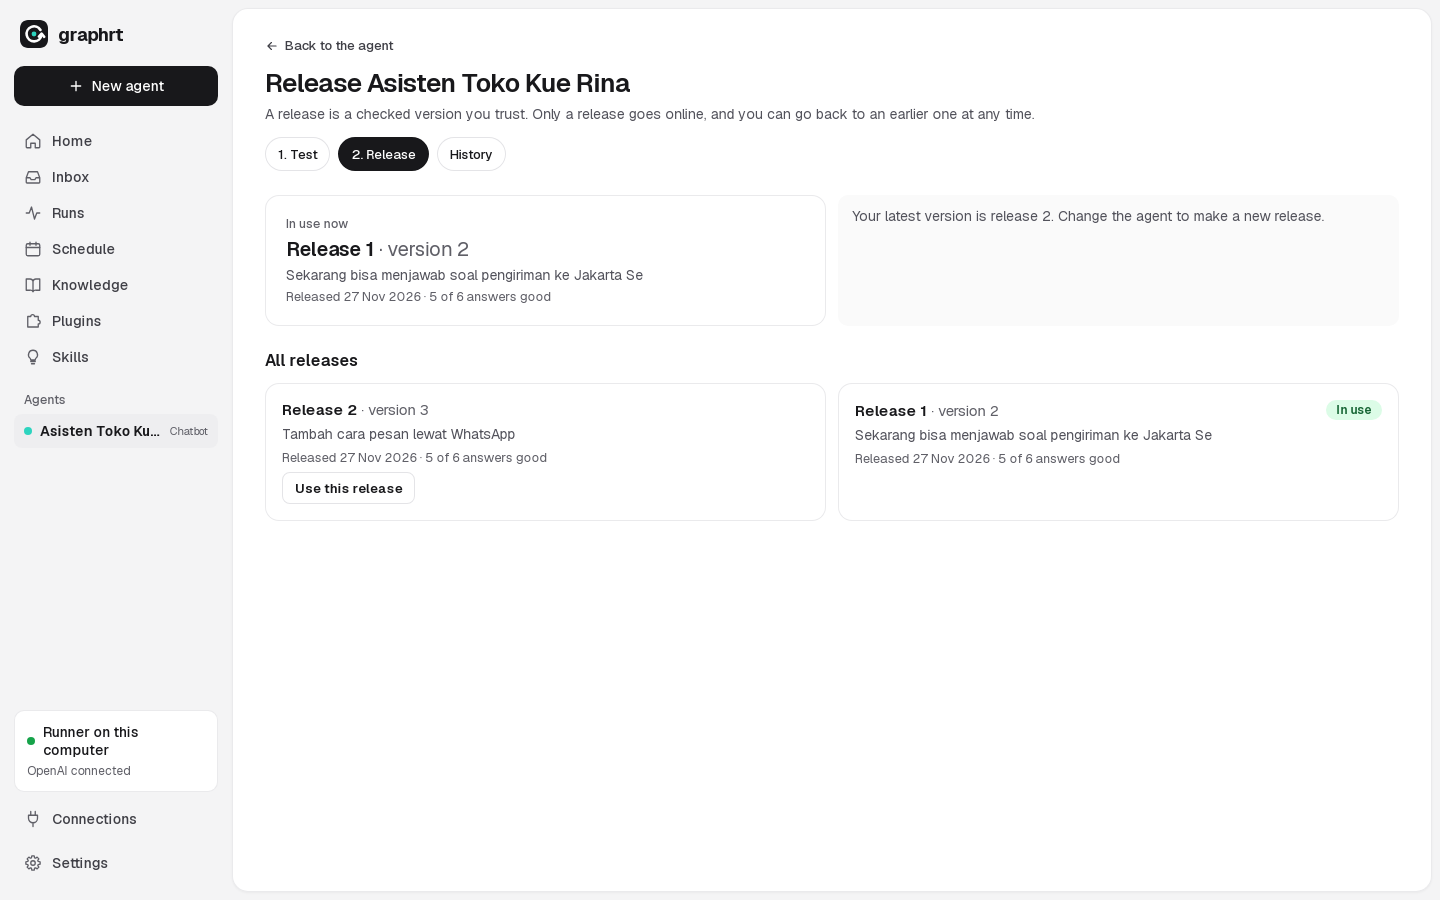 graphrt
New agent
Home
Inbox
Runs
Schedule
Knowledge
Plugins
Skills
Agents
Asisten Toko Ku... Chatbot
Runner on this
computer
OpenAI connected
Connections
Settings
Back to the agent
Release Asisten Toko Kue Rina
A release is a checked version you trust. Only a release goes online, and you can go back to an earlier one at any time.
1. Test
2. Release
History
In use now
Release 1 · version 2
Sekarang bisa menjawab soal pengiriman ke Jakarta Se
Released 27 Nov 2026 · 5 of 6 answers good
Your latest version is release 2. Change the agent to make a new release.
All releases
Release 2 · version 3
Tambah cara pesan lewat WhatsApp
Released 27 Nov 2026 · 5 of 6 answers good
Use this release
Release 1 · version 2
In use
Sekarang bisa menjawab soal pengiriman ke Jakarta Se
Released 27 Nov 2026 · 5 of 6 answers good